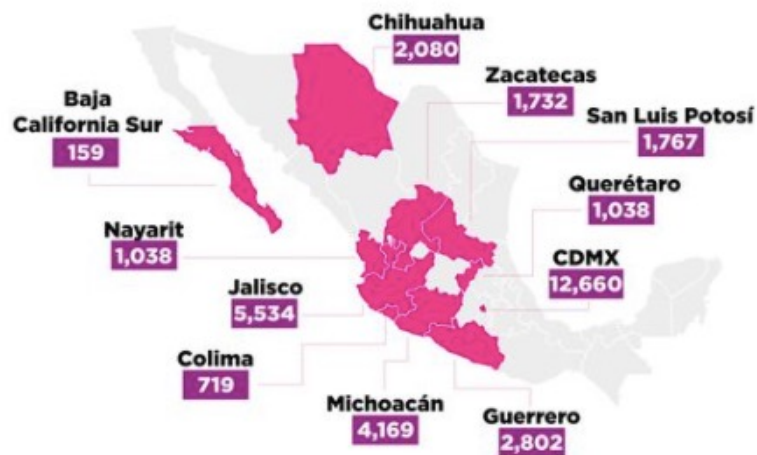 Chihuahua
2,080
Zacatecas
1,732
San Luis Potosí
1,767
Baja
California Sur
159
Querétaro
1,038
Nayarit
1,038
CDMX
12,660
Jalisco
5,534
Colima
719
Michoacán
4,169
Guerrero
2,802